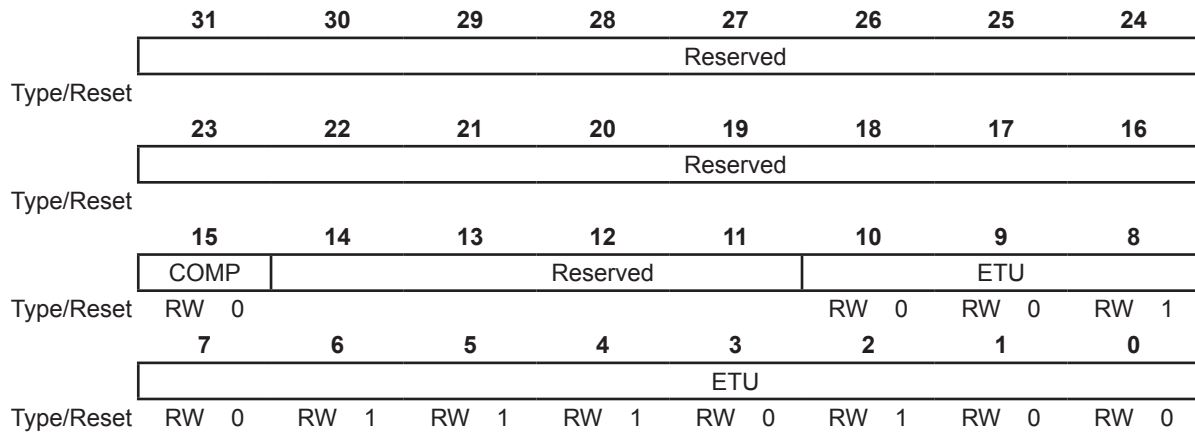 31 30 29 28 27 26 25 24
Reserved
Type/Reset
23 22 21 20 19 18 17 16
Reserved
Type/Reset
15 14 13 12 11 10 9 8
COMP Reserved ETU
Type/Reset RW 0 RW 0 RW 0 RW 1
7 6 5 4 3 2 1 0
ETU
Type/Reset RW 0 RW 1 RW 1 RW 1 RW 0 RW 1 RW 0 RW 0